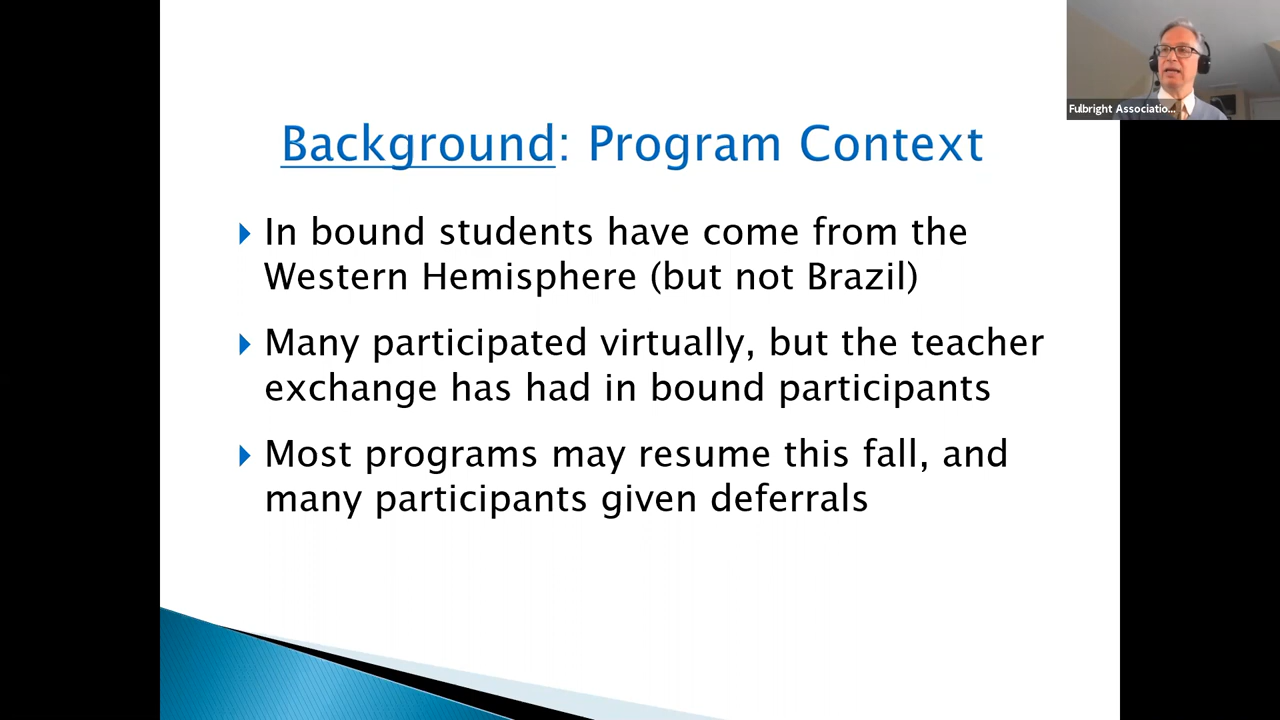 Fulbright Associatio...
Background: Program Context
In bound students have come from the
Western Hemisphere (but not Brazil)
Many participated virtually, but the teacher
exchange has had in bound participants
Most programs may resume this fall, and
many participants given deferrals